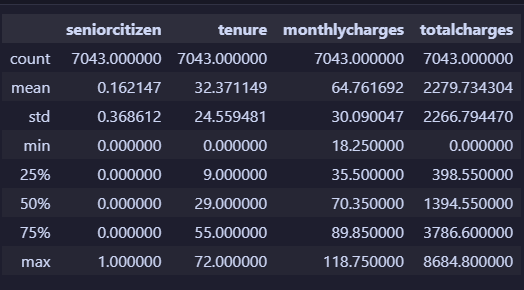 seniorcitizen tenure monthlycharges totalcharges
count 7043.000000 7043.000000 7043.000000 7043.000000
mean 0.162147 32.371149 64.761692 2279.734304
std 0.368612 24.559481 30.090047 2266.794470
min 0.000000 0.000000 18.250000 0.000000
25% 0.000000 9.000000 35.500000 398.550000
50% 0.000000 29.000000 70.350000 1394.550000
75% 0.000000 55.000000 89.850000 3786.600000
max 1.000000 72.000000 118.750000 8684.800000